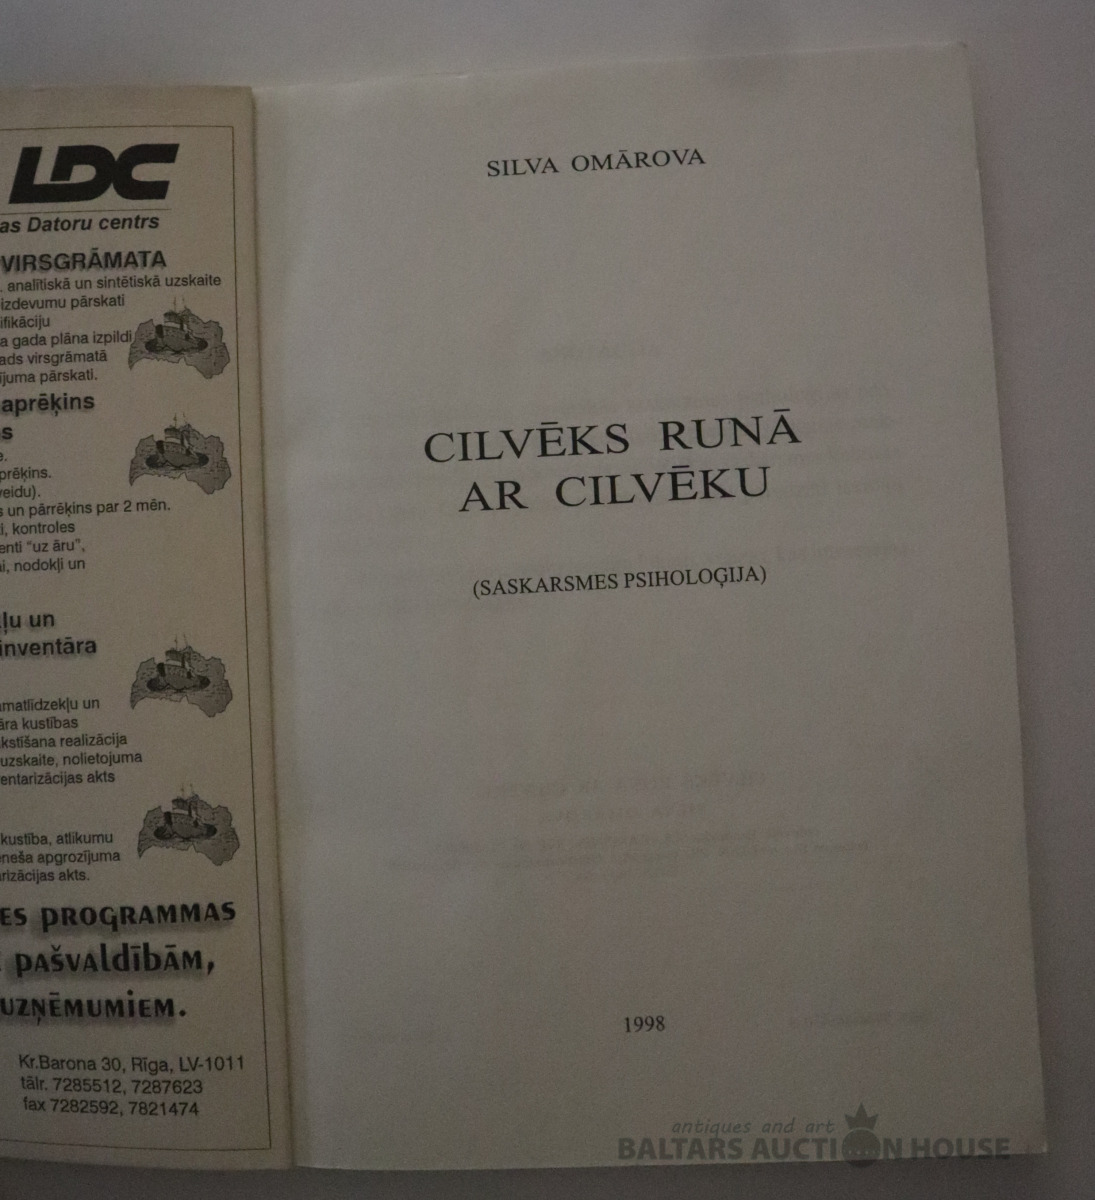 LDC
as Datoru centrs
VIRSGRĀMATA
. analītiskā un sintētiskā uzskaite
izdevumu pārskati
ifikāciju
a gada plāna izpildi
ads virsgrāmatā
ījuma pārskati.
aprēķins
s
e.
prēķins.
veidu).
s un pārrēķins par 2 mēn.
i, kontroles
enti “uz āru”,
ai, nodokļi un
ļu un
inventāra
amatlīdzekļu un
āra kustības
kstīšana realizācija
uzskaite, nolietojuma
entarizācijas akts
kustība, atlikumu
neša apgrozījuma
arizācijas akts.
ES PROGRAMMAS
PAŠVALDĪBĀM,
UZŅĒMUMIEM.
Kr.Barona 30, Rīga, LV-1011
tālr. 7285512, 7287623
fax 7282592, 7821474
SILVA OMĀROVA
CILVĒKS RUNĀ
AR CILVĒKU
(SASKARSMES PSIHOLOĢIJA)
1998
antiques and art
BALTARS AUCTION HOUSE